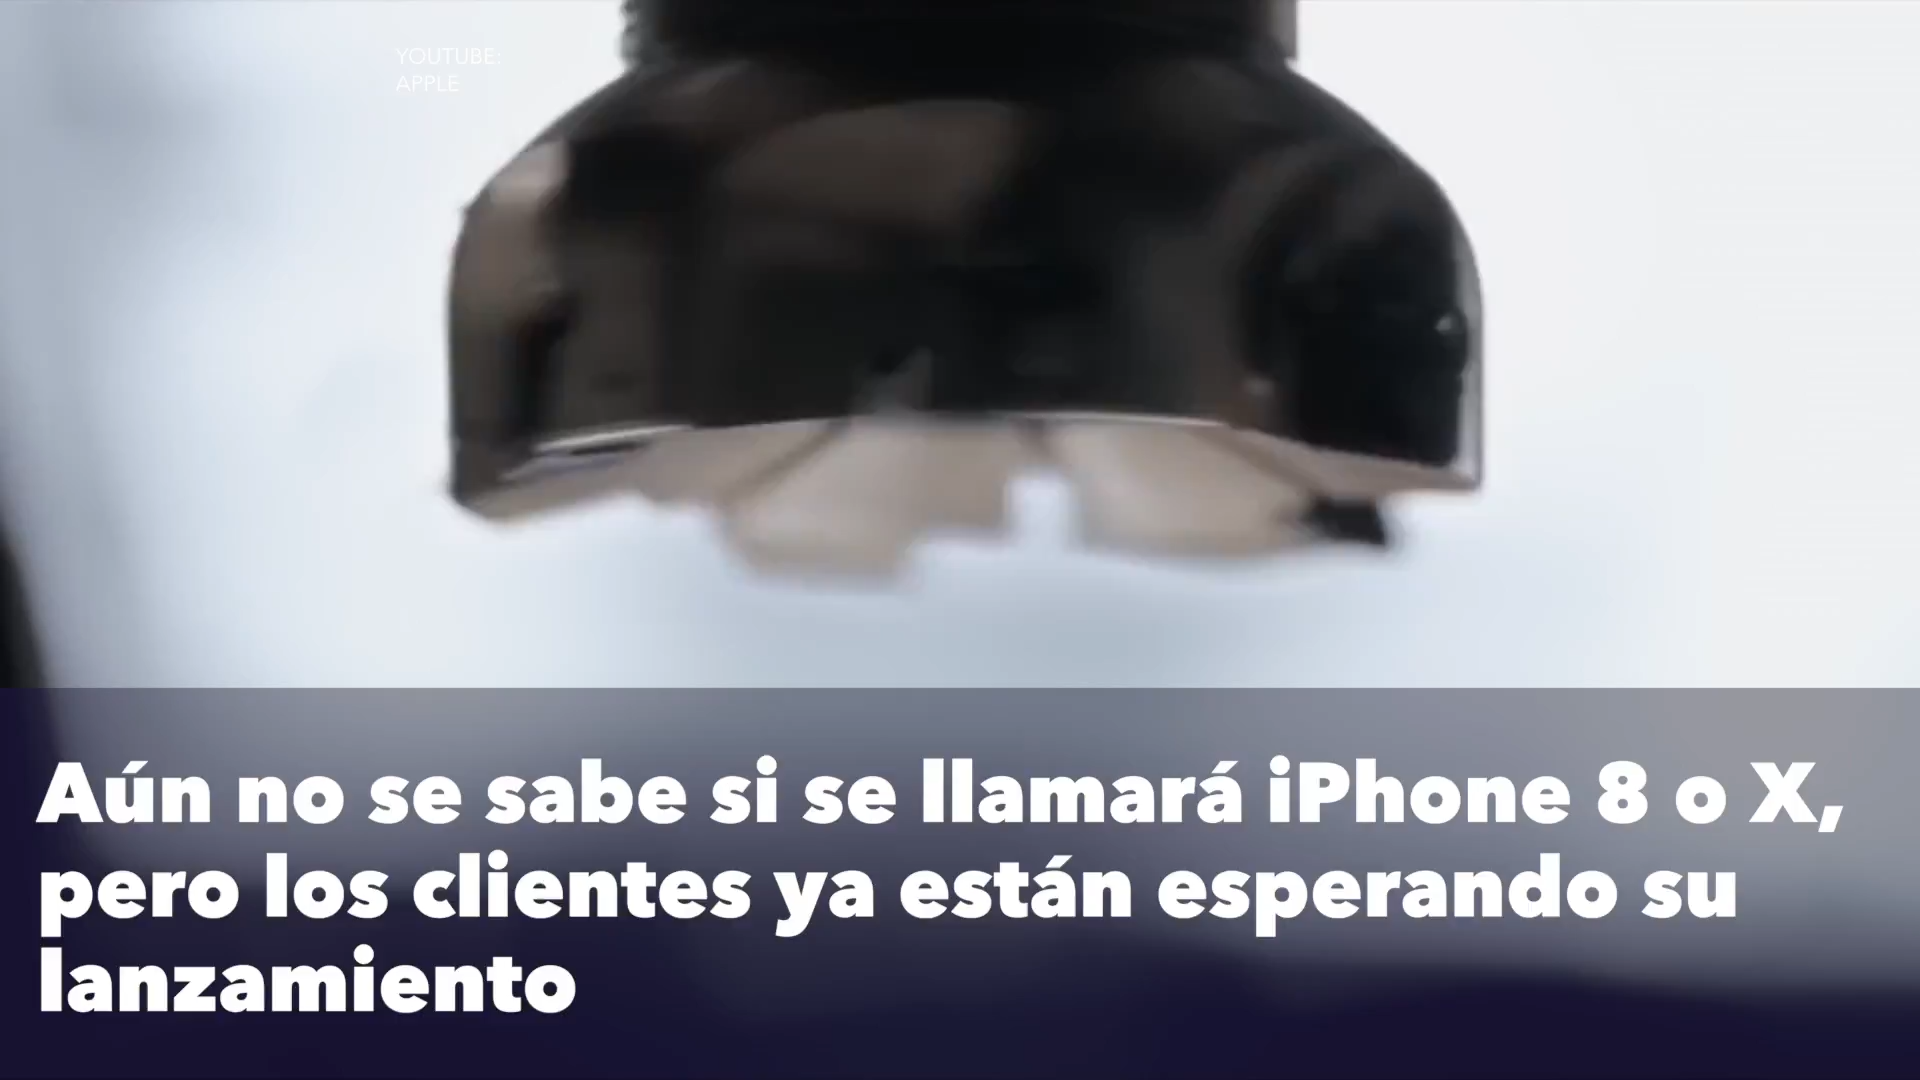 YOUTUBE:
APPLE
Aún no se sabe si se llamará iPhone 8 o X,
pero los clientes ya están esperando su
lanzamiento